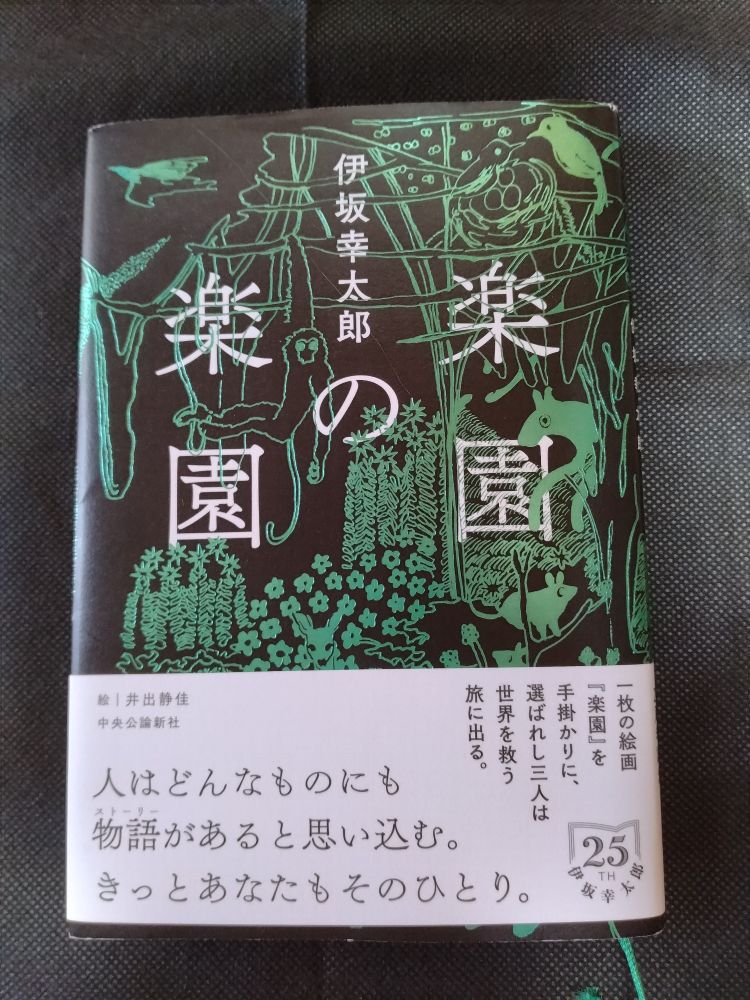 伊坂幸太郎
楽園
の
楽園
一枚の絵画
『楽園』を
手掛かりに、
選ばれし三人は
世界を救う
旅に出る。
絵|井出静佳
中央公論新社
人はどんなものにも
ストーリー
物語があると思い込む。
きっとあなたもそのひとり。
25
TH
伊坂幸太郎